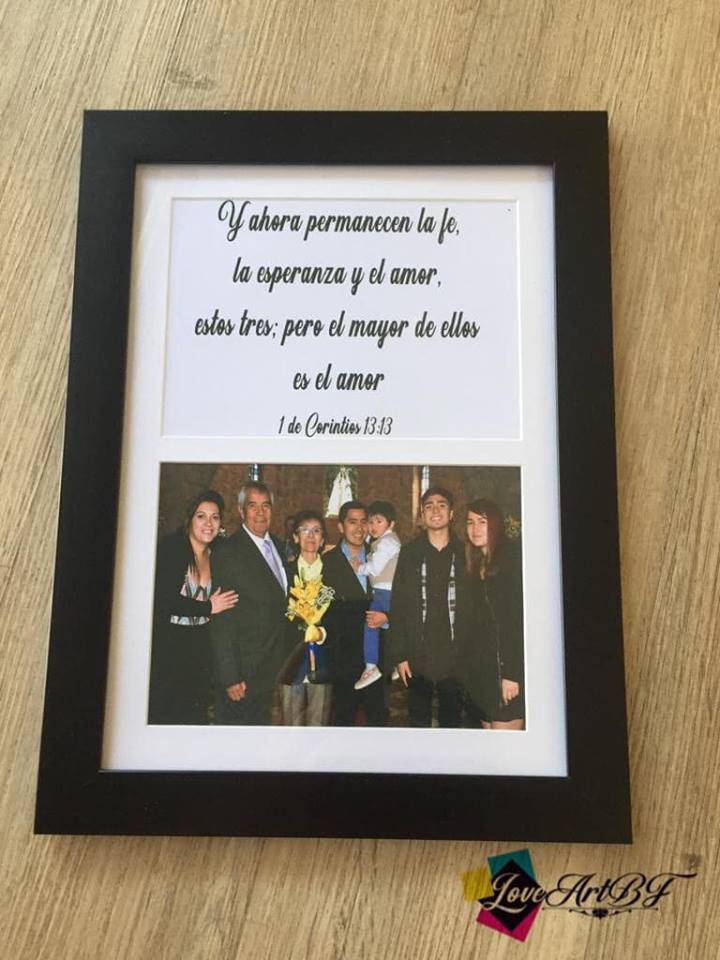 Y ahora permanecen la fe,
la esperanza y el amor,
estos tres; pero el mayor de ellos
es el amor
1 de Corintios 13:13
LoveArtBF